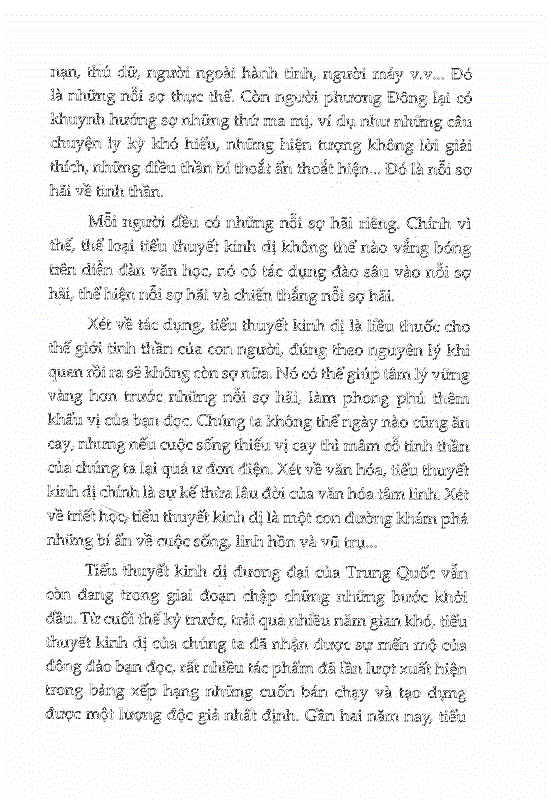 nạn, thú dữ, người ngoài hành tinh, người máy v.v... Đó
là những nỗi sợ thực thể. Còn người phương Đông lại có
khuynh hướng sợ những thứ ma mị, ví dụ như những câu
chuyện ly kỳ khó hiểu, những hiện tượng không lời giải
thích, những điều thần bí thoắt ẩn thoắt hiện... Đó là nỗi sợ
hãi về tinh thần.
Mỗi người đều có những nỗi sợ hãi riêng. Chính vì
thế, thể loại tiểu thuyết kinh dị không thể nào vắng bóng
trên diễn đàn văn học, nó có tác dụng đào sâu vào nỗi sợ
hãi, thể hiện nỗi sợ hãi và chiến thắng nỗi sợ hãi.
Xét về tác dụng, tiểu thuyết kinh dị là liều thuốc cho
thế giới tinh thần của con người, đúng theo nguyên lý khi
quen rồi ra sẽ không còn sợ nữa. Nó có thể giúp tâm lý vững
vàng hơn trước những nỗi sợ hãi, làm phong phú thêm
khẩu vị của bạn đọc. Chúng ta không thể ngày nào cũng ăn
cay, nhưng nếu cuộc sống thiếu vị cay thì mâm cỗ tinh thần
của chúng ta lại quá ư đơn điệu. Xét về văn hóa, tiểu thuyết
kinh dị chính là sự kế thừa lâu đời của văn hóa tâm linh. Xét
về triết học, tiểu thuyết kinh dị là một con đường khám phá
những bí ẩn về cuộc sống, linh hồn và vũ trụ...
Tiểu thuyết kinh dị đương đại của Trung Quốc vẫn
còn đang trong giai đoạn chập chững những bước khởi
đầu. Từ cuối thế kỷ trước, trải qua nhiều năm gian khó, tiểu
thuyết kinh dị của chúng ta đã nhận được sự mến mộ của
đông đảo bạn đọc, rất nhiều tác phẩm đã lần lượt xuất hiện
trong bảng xếp hạng những cuốn bán chạy và tạo dựng
được một lượng độc giả nhất định. Gần hai năm nay, tiểu